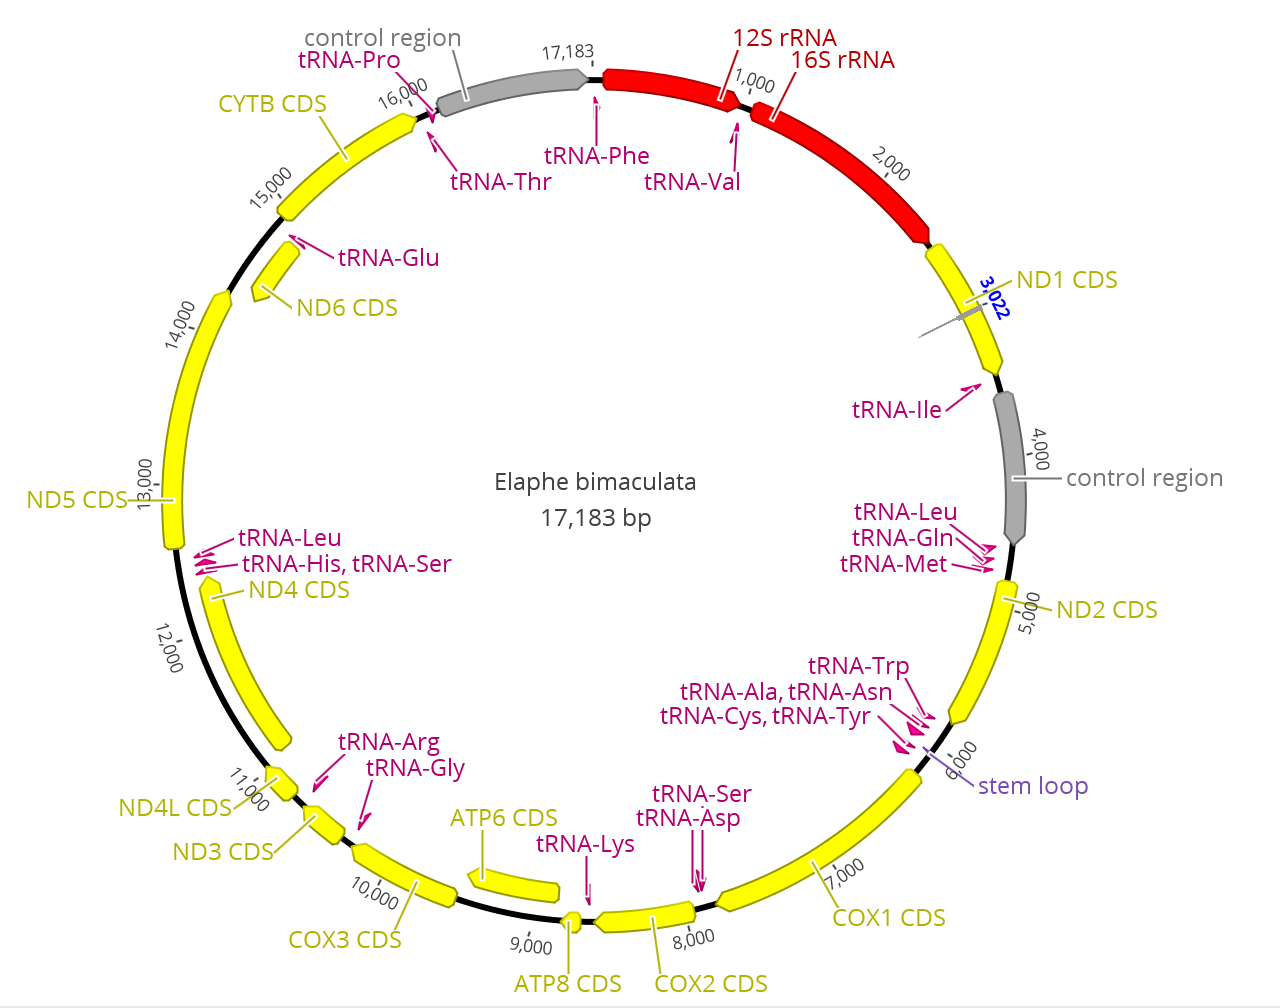 control region
17,183
12S rRNA
tRNA-Pro
16S rRNA
16,000
1,000
CYTB CDS
tRNA-Phe
2,000
tRNA-Thr
tRNA-Val
15,000
tRNA-Glu
ND1 CDS
3,022
ND6 CDS
14,000
tRNA-Ile
4,000
13,000
Elaphe bimaculata
control region
ND5 CDS
17,183 bp
tRNA-Leu
tRNA-Leu
tRNA-Gln
tRNA-His, tRNA-Ser
tRNA-Met
ND4 CDS
ND2 CDS
5,000
12,000
tRNA-Trp
tRNA-Ala, tRNA-Asn
tRNA-Cys, tRNA-Tyr
tRNA-Arg
6,000
tRNA-Gly
stem loop
11,000
tRNA-Ser
ND4L CDS
ATP6 CDS
tRNA-Asp
tRNA-Lys
ND3 CDS
7,000
10,000
COX1 CDS
COX3 CDS
9,000
8,000
ATP8 CDS
COX2 CDS